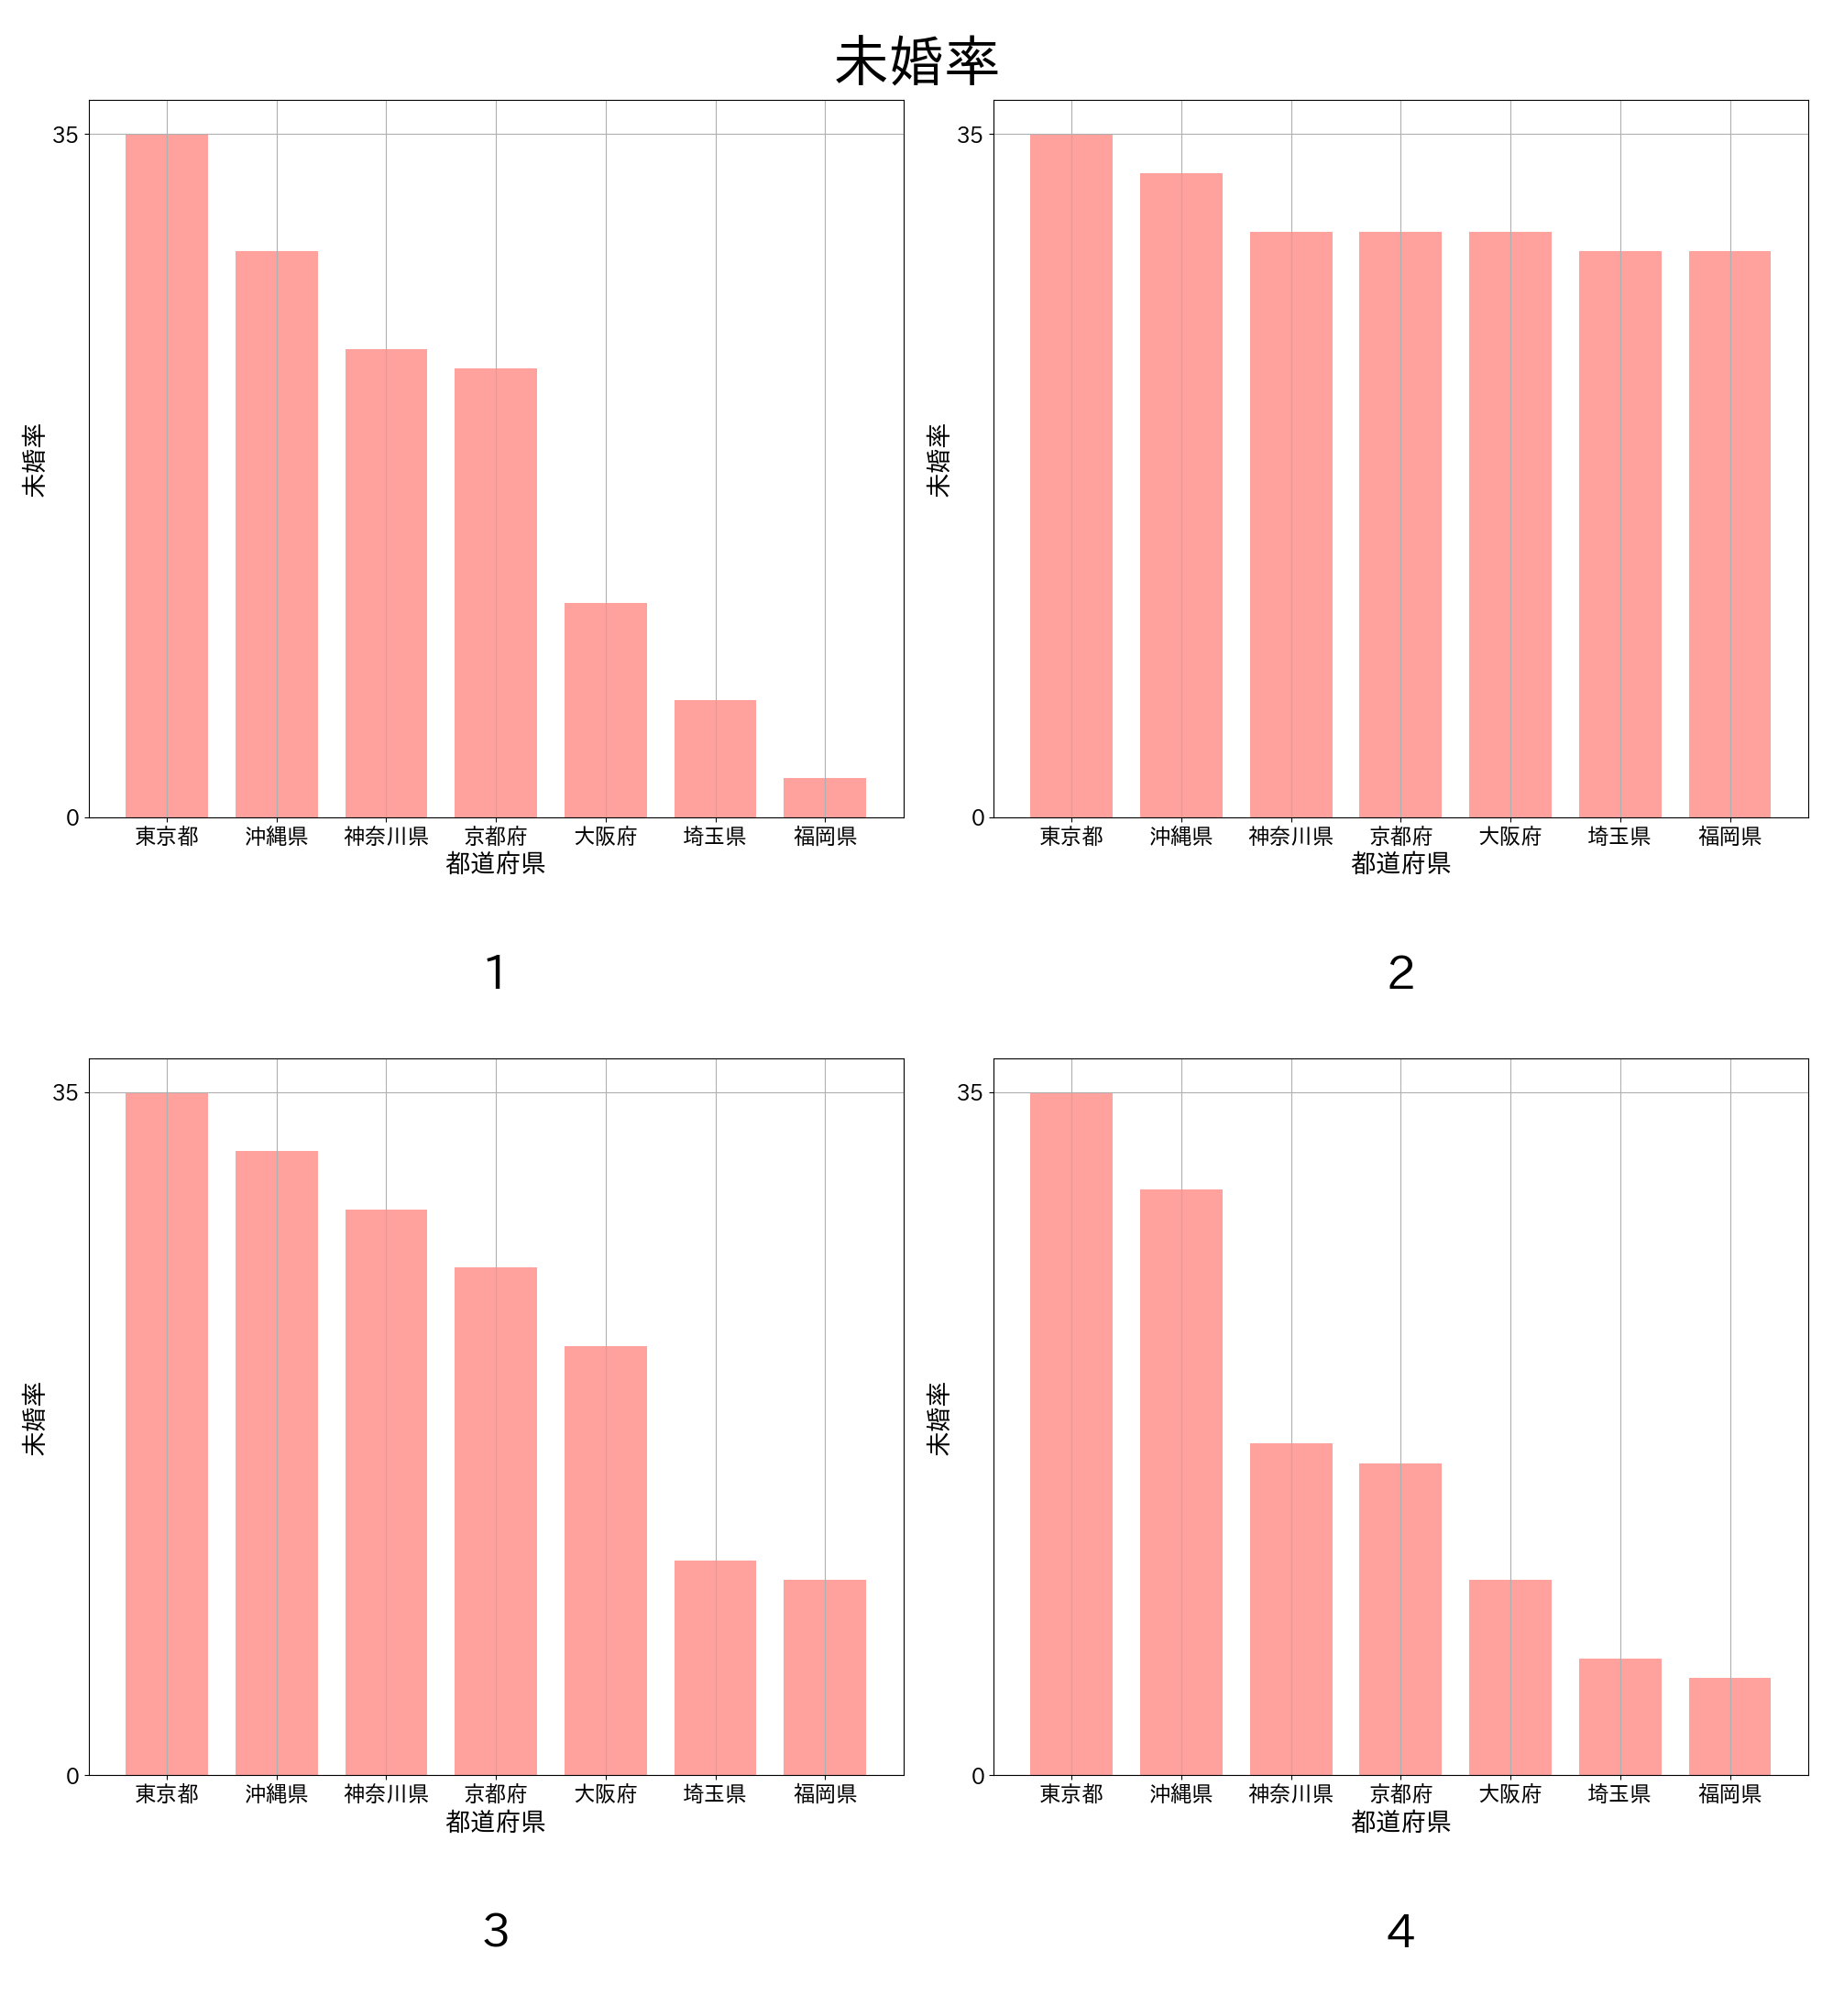 未婚率
35
0
未婚率
東京都 沖縄県 神奈川県 京都府 大阪府 埼玉県 福岡県
都道府県
1
35
0
未婚率
東京都 沖縄県 神奈川県 京都府 大阪府 埼玉県 福岡県
都道府県
2
35
0
未婚率
東京都 沖縄県 神奈川県 京都府 大阪府 埼玉県 福岡県
都道府県
3
35
0
未婚率
東京都 沖縄県 神奈川県 京都府 大阪府 埼玉県 福岡県
都道府県
4